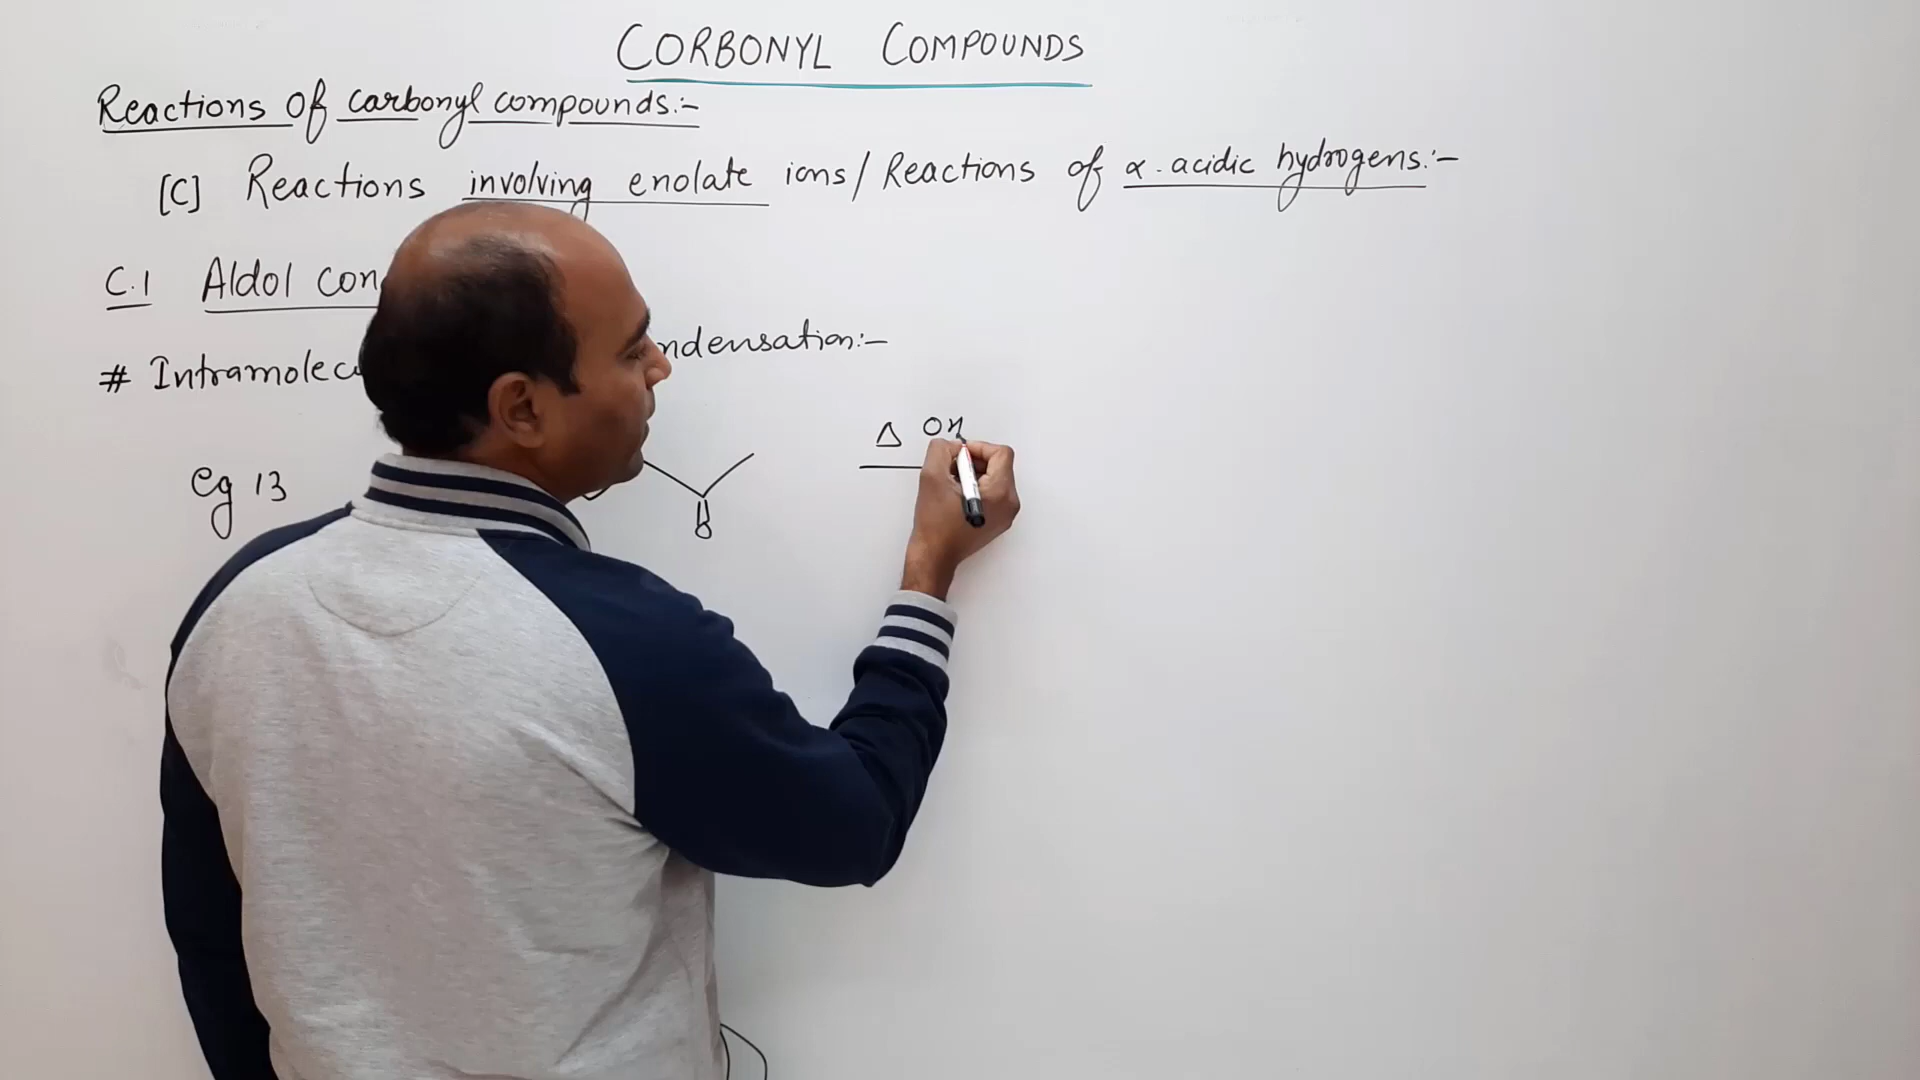 CORBONYL COMPOUNDS
Reactions Of carbonyl compounds:-
[C] Reactions involving enolate ions/Reactions of α-acidic hydrogens:-
C.1 Aldol con
# Intramolecu ndensation:-
Δ OH
eg 13
O